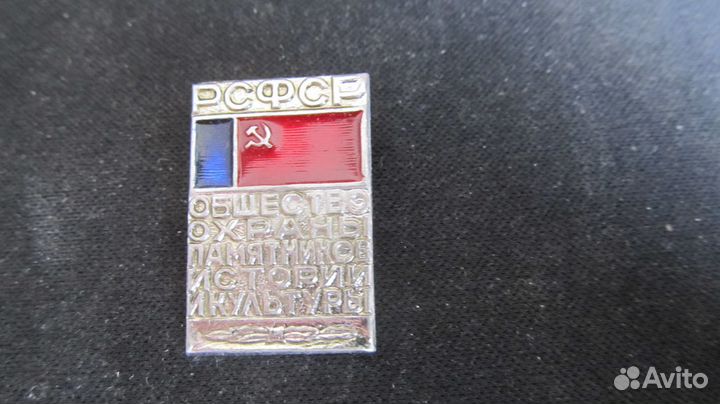 РСФСР
ОБЩЕСТВО
ОХРАНЫ
ПАМЯТНИКОВ
ИСТОРИИ
И КУЛЬТУРЫ
Avito